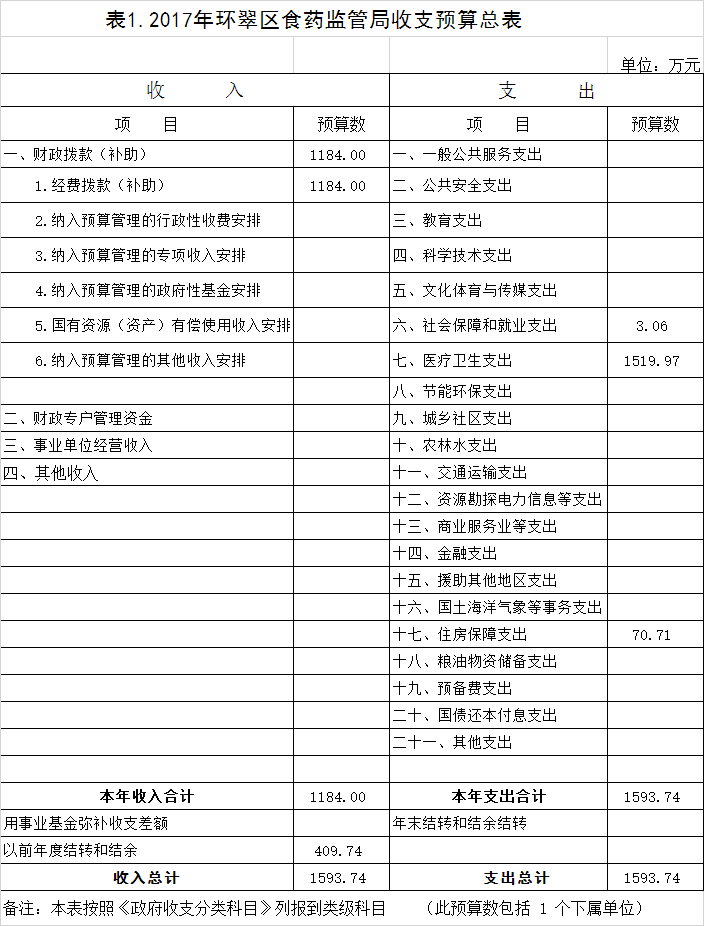 表1.2017年环翠区食药监管局收支预算总表
单位：万元
收 入 支 出
项 目 预算数 项 目 预算数
一、财政拨款（补助） 1184.00 一、一般公共服务支出
1.经费拨款（补助） 1184.00 二、公共安全支出
2.纳入预算管理的行政性收费安排 三、教育支出
3.纳入预算管理的专项收入安排 四、科学技术支出
4.纳入预算管理的政府性基金安排 五、文化体育与传媒支出
5.国有资源（资产）有偿使用收入安排 六、社会保障和就业支出 3.06
6.纳入预算管理的其他收入安排 七、医疗卫生支出 1519.97
八、节能环保支出
二、财政专户管理资金 九、城乡社区支出
三、事业单位经营收入 十、农林水支出
四、其他收入 十一、交通运输支出
十二、资源勘探电力信息等支出
十三、商业服务业等支出
十四、金融支出
十五、援助其他地区支出
十六、国土海洋气象等事务支出
十七、住房保障支出 70.71
十八、粮油物资储备支出
十九、预备费支出
二十、国债还本付息支出
二十一、其他支出
本年收入合计 1184.00 本年支出合计 1593.74
用事业基金弥补收支差额 年末结转和结余结转
以前年度结转和结余 409.74
收入总计 1593.74 支出总计 1593.74
备注：本表按照《政府收支分类科目》列报到类级科目 （此预算数包括 1 个下属单位）